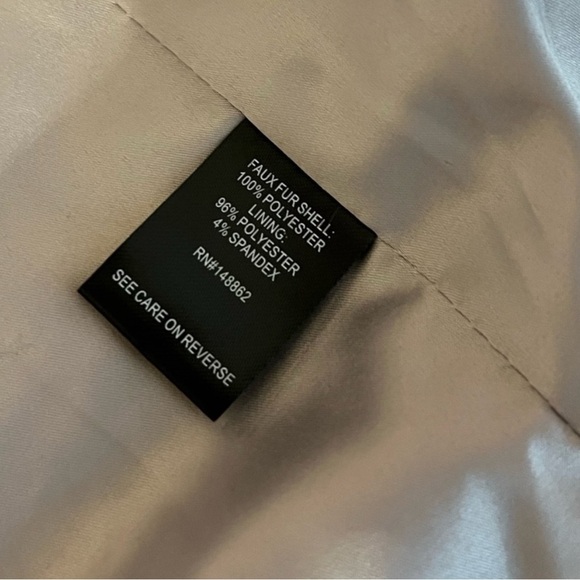 FAUX FUR SHELL:
100% POLYESTER
LINING:
96% POLYESTER
4% SPANDEX
RN#148862
SEE CARE ON REVERSE